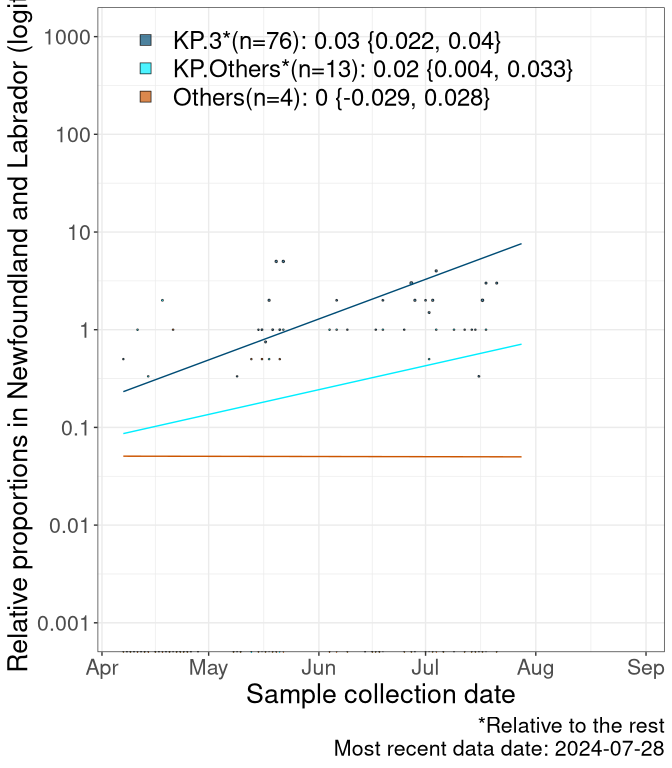 KP.3*(n=76): 0.03 {0.022, 0.04}
KP.Others*(n=13): 0.02 {0.004, 0.033}
Others(n=4): 0 {-0.029, 0.028}
Relative proportions in Newfoundland and Labrador (logit
1000
100
10
1
0.1
0.01
0.001
Apr May Jun Jul Aug Sep
Sample collection date
*Relative to the rest
Most recent data date: 2024-07-28